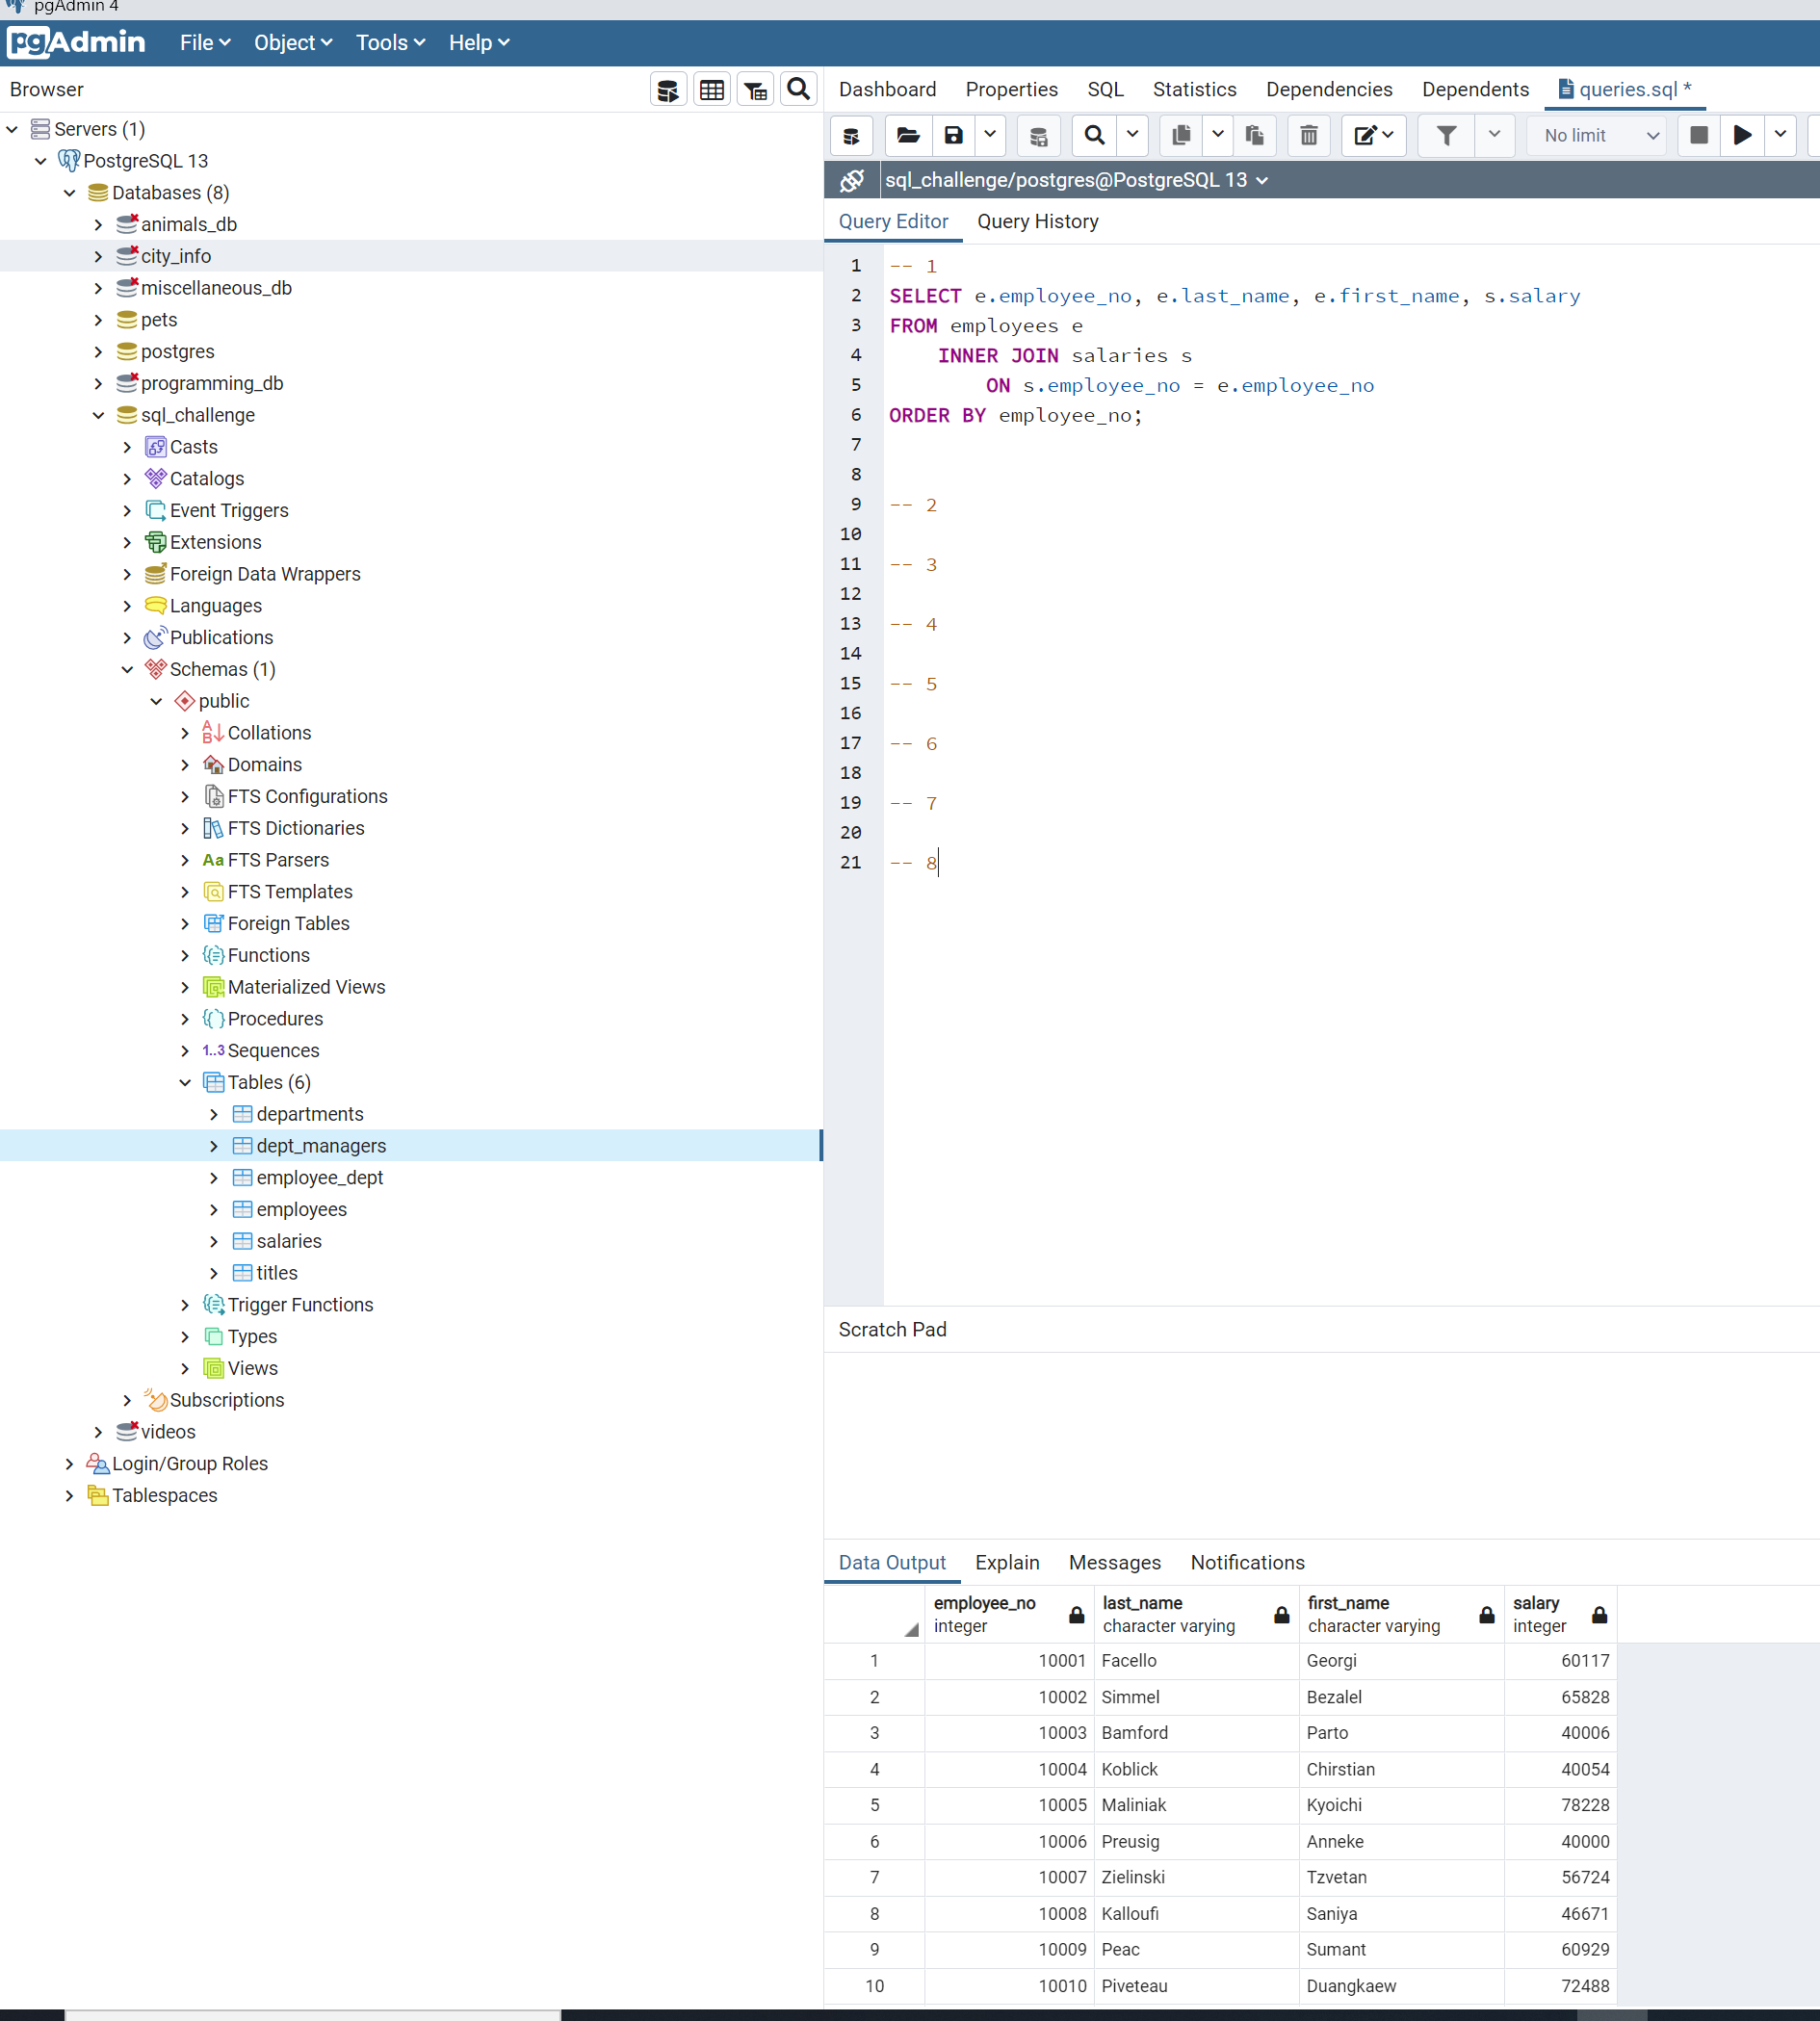 pgAdmin 4
pgAdmin File Object Tools Help
Browser
Servers (1)
PostgreSQL 13
Databases (8)
animals_db
city_info
miscellaneous_db
pets
postgres
programming_db
sql_challenge
Casts
Catalogs
Event Triggers
Extensions
Foreign Data Wrappers
Languages
Publications
Schemas (1)
public
Collations
Domains
FTS Configurations
FTS Dictionaries
Aa FTS Parsers
FTS Templates
Foreign Tables
Functions
Materialized Views
Procedures
1..3 Sequences
Tables (6)
departments
dept_managers
employee_dept
employees
salaries
titles
Trigger Functions
Types
Views
Subscriptions
videos
Login/Group Roles
Tablespaces
Dashboard Properties SQL Statistics Dependencies Dependents queries.sql *
No limit
sql_challenge/postgres@PostgreSQL 13
Query Editor Query History
1 -- 1
2 SELECT e.employee_no, e.last_name, e.first_name, s.salary
3 FROM employees e
4 INNER JOIN salaries s
5 ON s.employee_no = e.employee_no
6 ORDER BY employee_no;
7
8
9 -- 2
10
11 -- 3
12
13 -- 4
14
15 -- 5
16
17 -- 6
18
19 -- 7
20
21 -- 8
Scratch Pad
Data Output Explain Messages Notifications
employee_no last_name first_name salary
integer character varying character varying integer
1 10001 Facello Georgi 60117
2 10002 Simmel Bezalel 65828
3 10003 Bamford Parto 40006
4 10004 Koblick Chirstian 40054
5 10005 Maliniak Kyoichi 78228
6 10006 Preusig Anneke 40000
7 10007 Zielinski Tzvetan 56724
8 10008 Kalloufi Saniya 46671
9 10009 Peac Sumant 60929
10 10010 Piveteau Duangkaew 72488